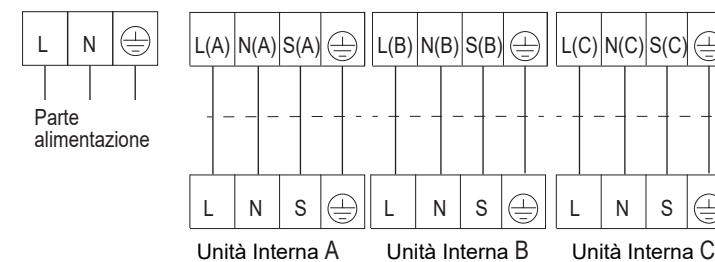 L N
Parte
alimentazione
L(A) N(A) S(A) L(B) N(B) S(B) L(C) N(C) S(C)
L N S L N S L N S
Unità Interna A Unità Interna B Unità Interna C